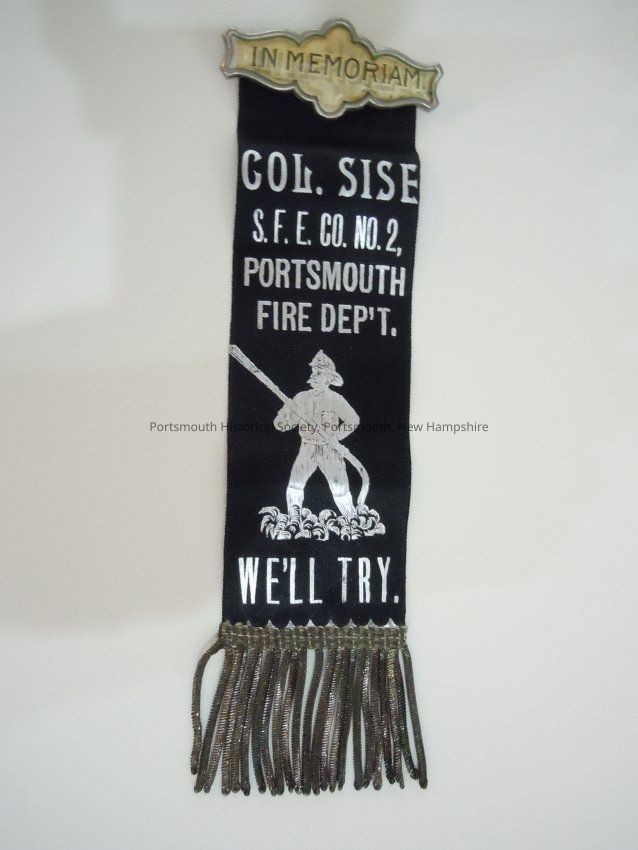 IN MEMORIAM.
COL. SISE
S. F. E. CO. NO. 2,
PORTSMOUTH
FIRE DEP'T.
Portsmouth Historical Society, Portsmouth, New Hampshire
WE'LL TRY.